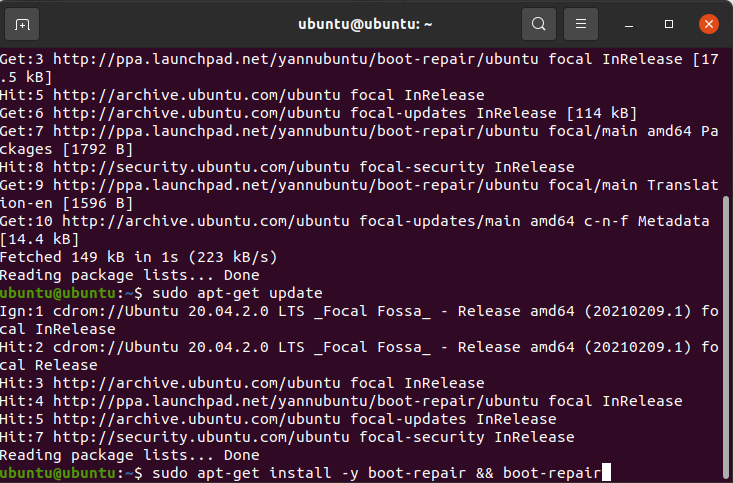 ubuntu@ubuntu: ~
Get:3 http://ppa.launchpad.net/yannubuntu/boot-repair/ubuntu focal InRelease [17
.5 kB]
Hit:5 http://archive.ubuntu.com/ubuntu focal InRelease
Get:6 http://archive.ubuntu.com/ubuntu focal-updates InRelease [114 kB]
Get:7 http://ppa.launchpad.net/yannubuntu/boot-repair/ubuntu focal/main amd64 Pa
ckages [1792 B]
Hit:8 http://security.ubuntu.com/ubuntu focal-security InRelease
Get:9 http://ppa.launchpad.net/yannubuntu/boot-repair/ubuntu focal/main Translat
ion-en [1596 B]
Get:10 http://archive.ubuntu.com/ubuntu focal-updates/main amd64 c-n-f Metadata
[14.4 kB]
Fetched 149 kB in 1s (223 kB/s)
Reading package lists... Done
ubuntu@ubuntu:~$ sudo apt-get update
Ign:1 cdrom://Ubuntu 20.04.2.0 LTS _Focal Fossa_ - Release amd64 (20210209.1) fo
cal InRelease
Hit:2 cdrom://Ubuntu 20.04.2.0 LTS _Focal Fossa_ - Release amd64 (20210209.1) fo
cal Release
Hit:3 http://archive.ubuntu.com/ubuntu focal InRelease
Hit:4 http://ppa.launchpad.net/yannubuntu/boot-repair/ubuntu focal InRelease
Hit:5 http://archive.ubuntu.com/ubuntu focal-updates InRelease
Hit:7 http://security.ubuntu.com/ubuntu focal-security InRelease
Reading package lists... Done
ubuntu@ubuntu:~$ sudo apt-get install -y boot-repair && boot-repair